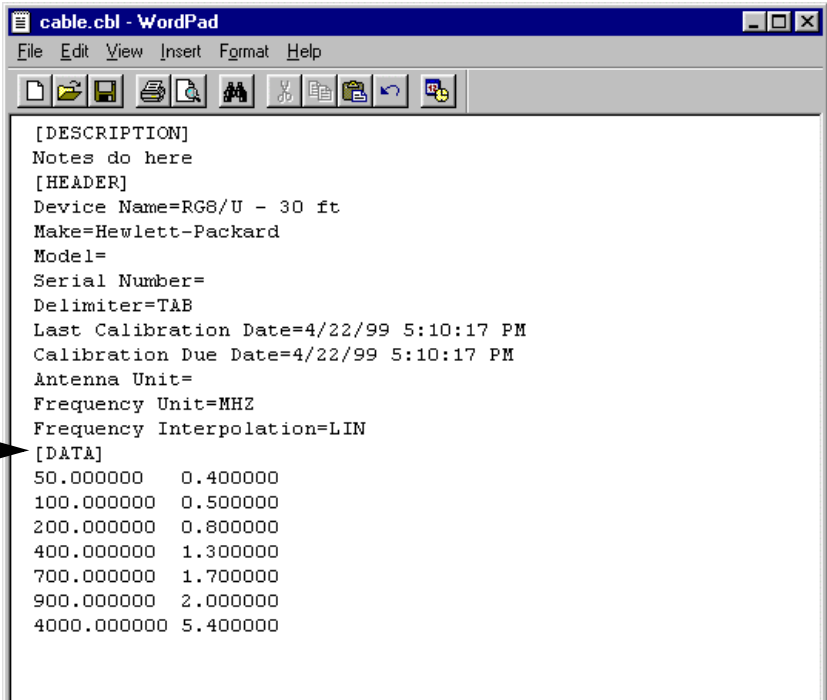 cable.cbl - WordPad
File Edit View Insert Format Help
[DESCRIPTION]
Notes do here
[HEADER]
Device Name=RG8/U - 30 ft
Make=Hewlett-Packard
Model=
Serial Number=
Delimiter=TAB
Last Calibration Date=4/22/99 5:10:17 PM
Calibration Due Date=4/22/99 5:10:17 PM
Antenna Unit=
Frequency Unit=MHZ
Frequency Interpolation=LIN
[DATA]
50.000000 0.400000
100.000000 0.500000
200.000000 0.800000
400.000000 1.300000
700.000000 1.700000
900.000000 2.000000
4000.000000 5.400000